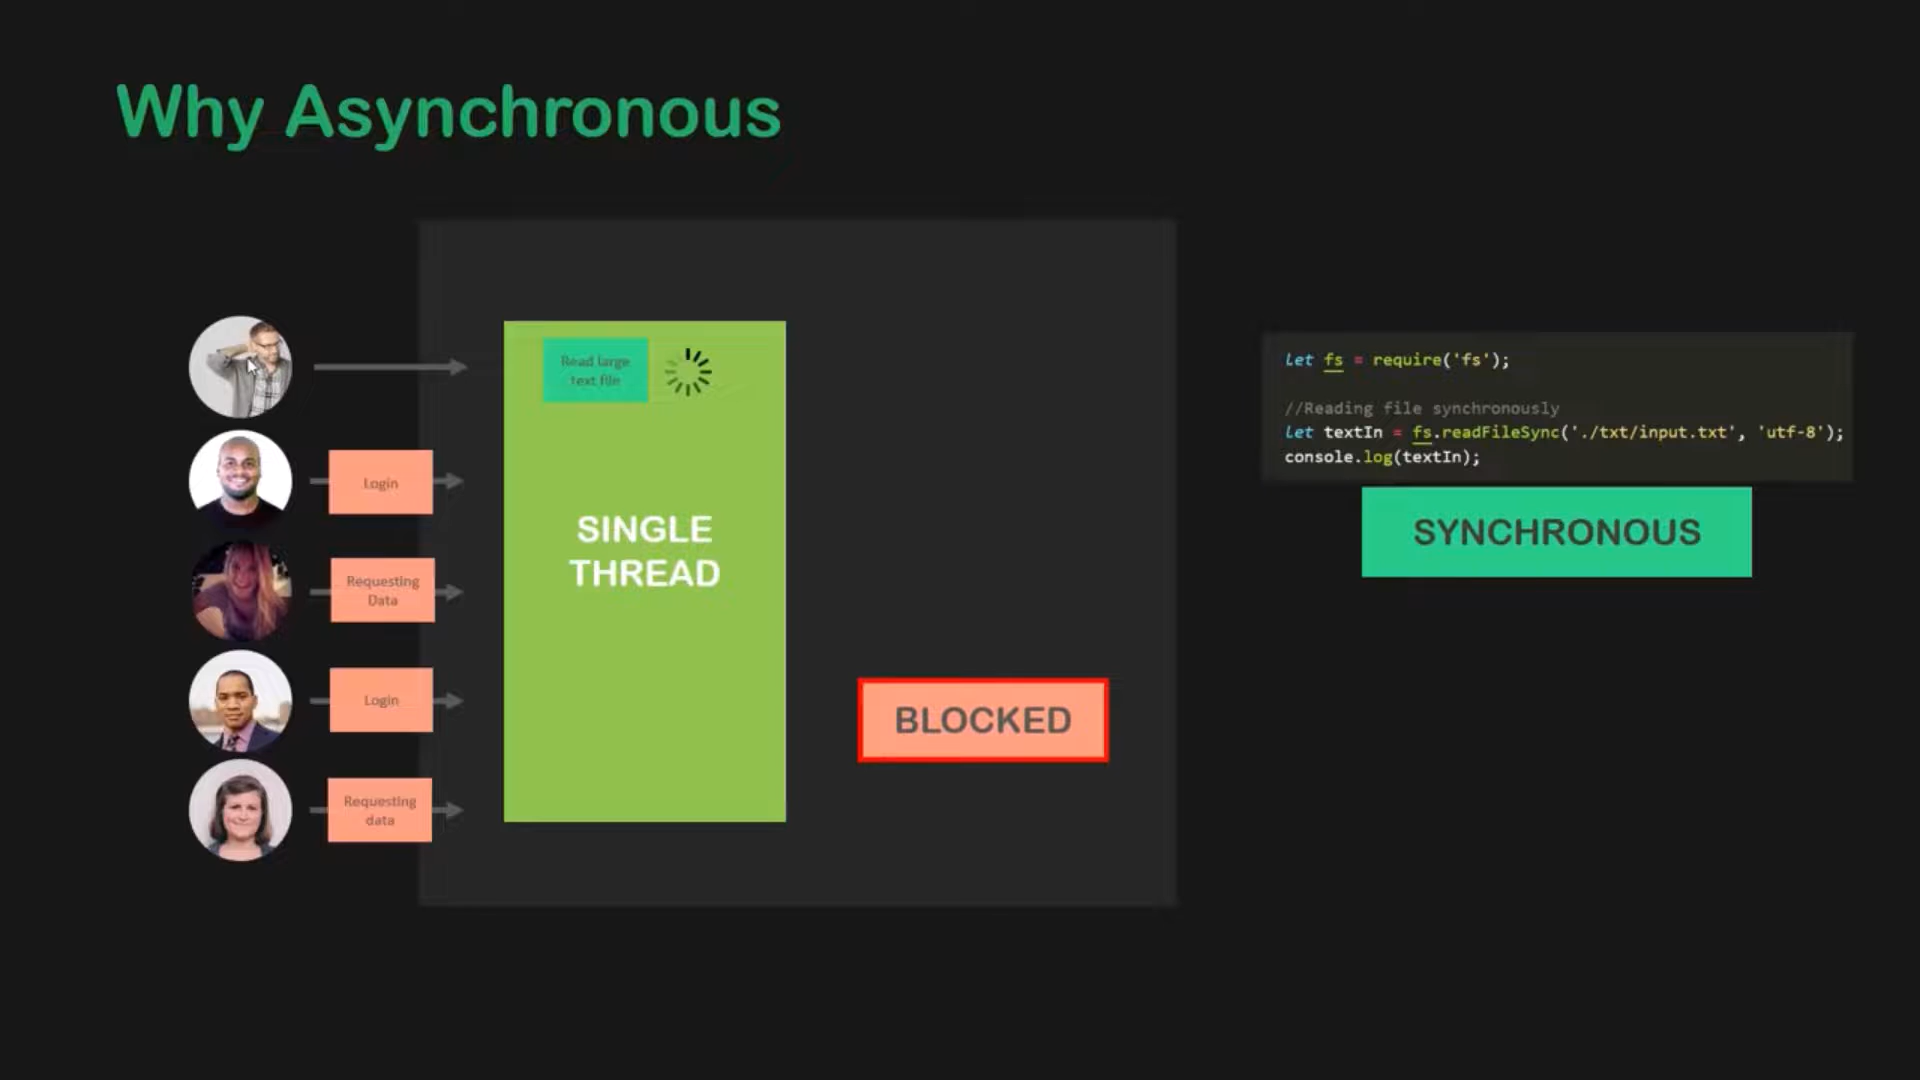 Why Asynchronous
Read large
text file
Login
Requesting
Data
Login
Requesting
data
SINGLE
THREAD
BLOCKED
let fs = require('fs');
//Reading file synchronously
let textIn = fs.readFileSync('./txt/input.txt', 'utf-8');
console.log(textIn);
SYNCHRONOUS